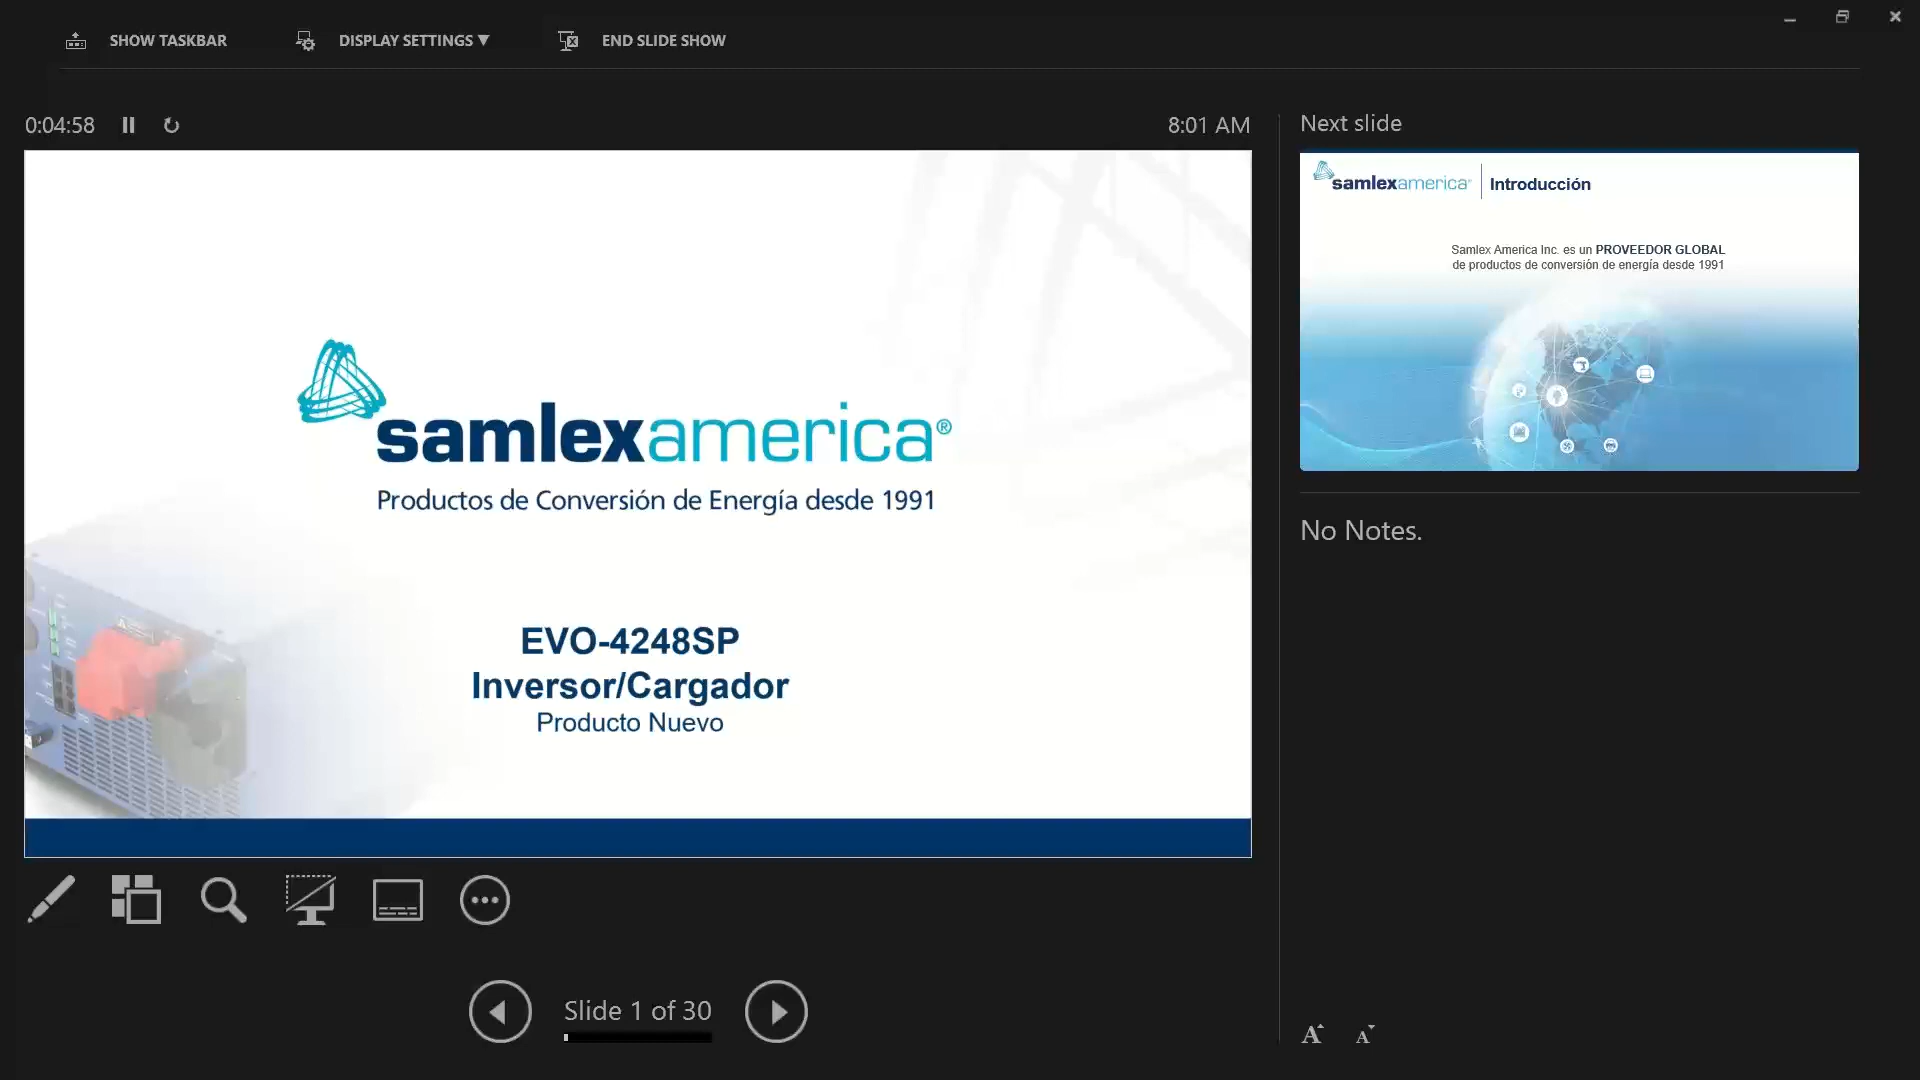 SHOW TASKBAR
DISPLAY SETTINGS ▼
END SLIDE SHOW
0:04:58
8:01 AM
samlexamerica®
Productos de Conversión de Energía desde 1991
EVO-4248SP
Inversor/Cargador
Producto Nuevo
Slide 1 of 30
Next slide
samlexamerica
Introducción
Samlex America Inc. es un PROVEEDOR GLOBAL
de productos de conversión de energía desde 1991
No Notes.
A
A